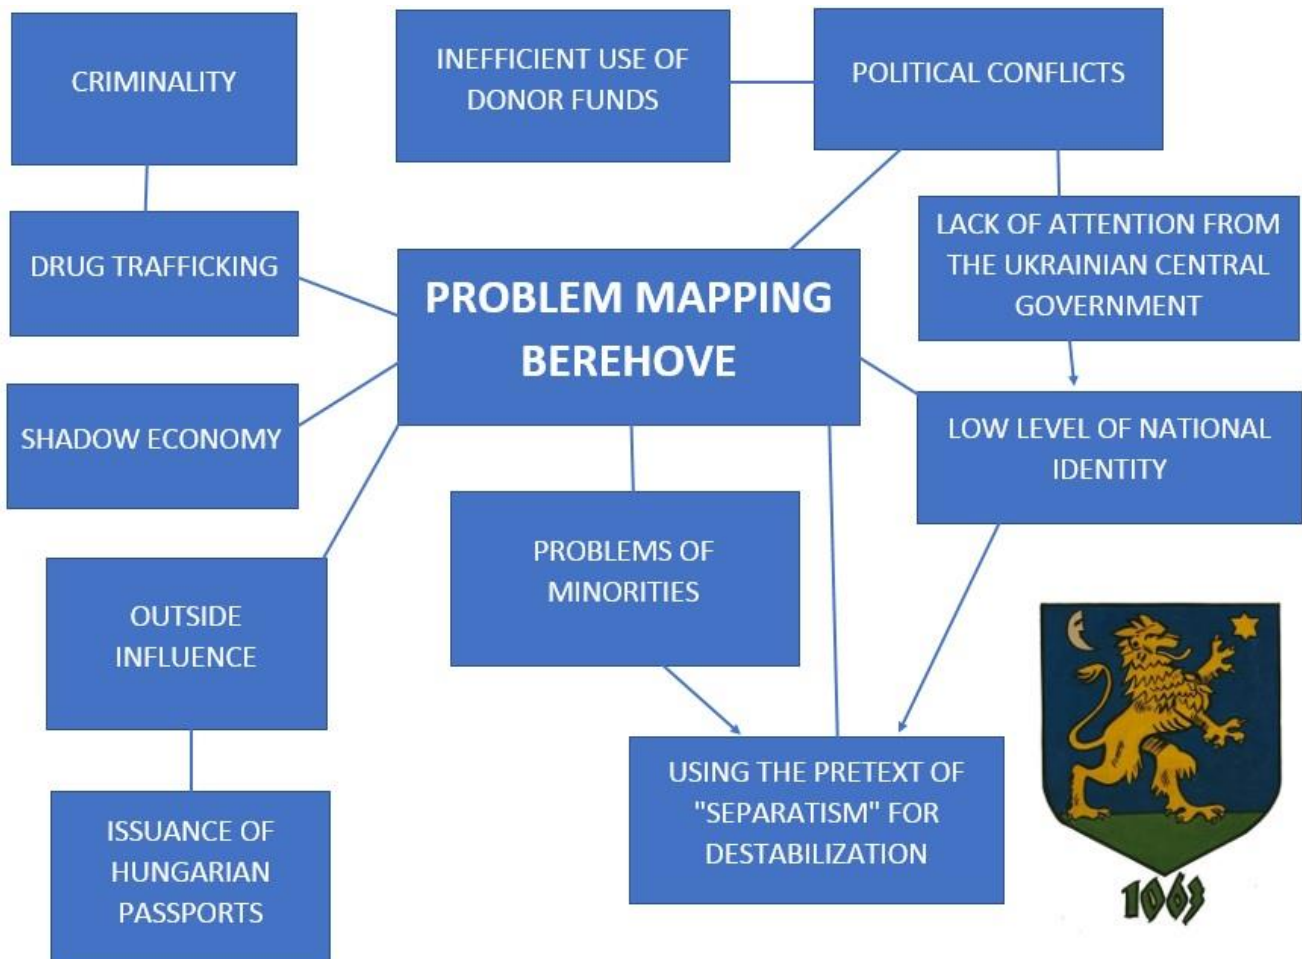 CRIMINALITY
INEFFICIENT USE OF
DONOR FUNDS
POLITICAL CONFLICTS
DRUG TRAFFICKING
LACK OF ATTENTION FROM
THE UKRAINIAN CENTRAL
GOVERNMENT
PROBLEM MAPPING
BEREHOVE
SHADOW ECONOMY
LOW LEVEL OF NATIONAL
IDENTITY
PROBLEMS OF
MINORITIES
OUTSIDE
INFLUENCE
USING THE PRETEXT OF
"SEPARATISM" FOR
DESTABILIZATION
ISSUANCE OF
HUNGARIAN
PASSPORTS
1063